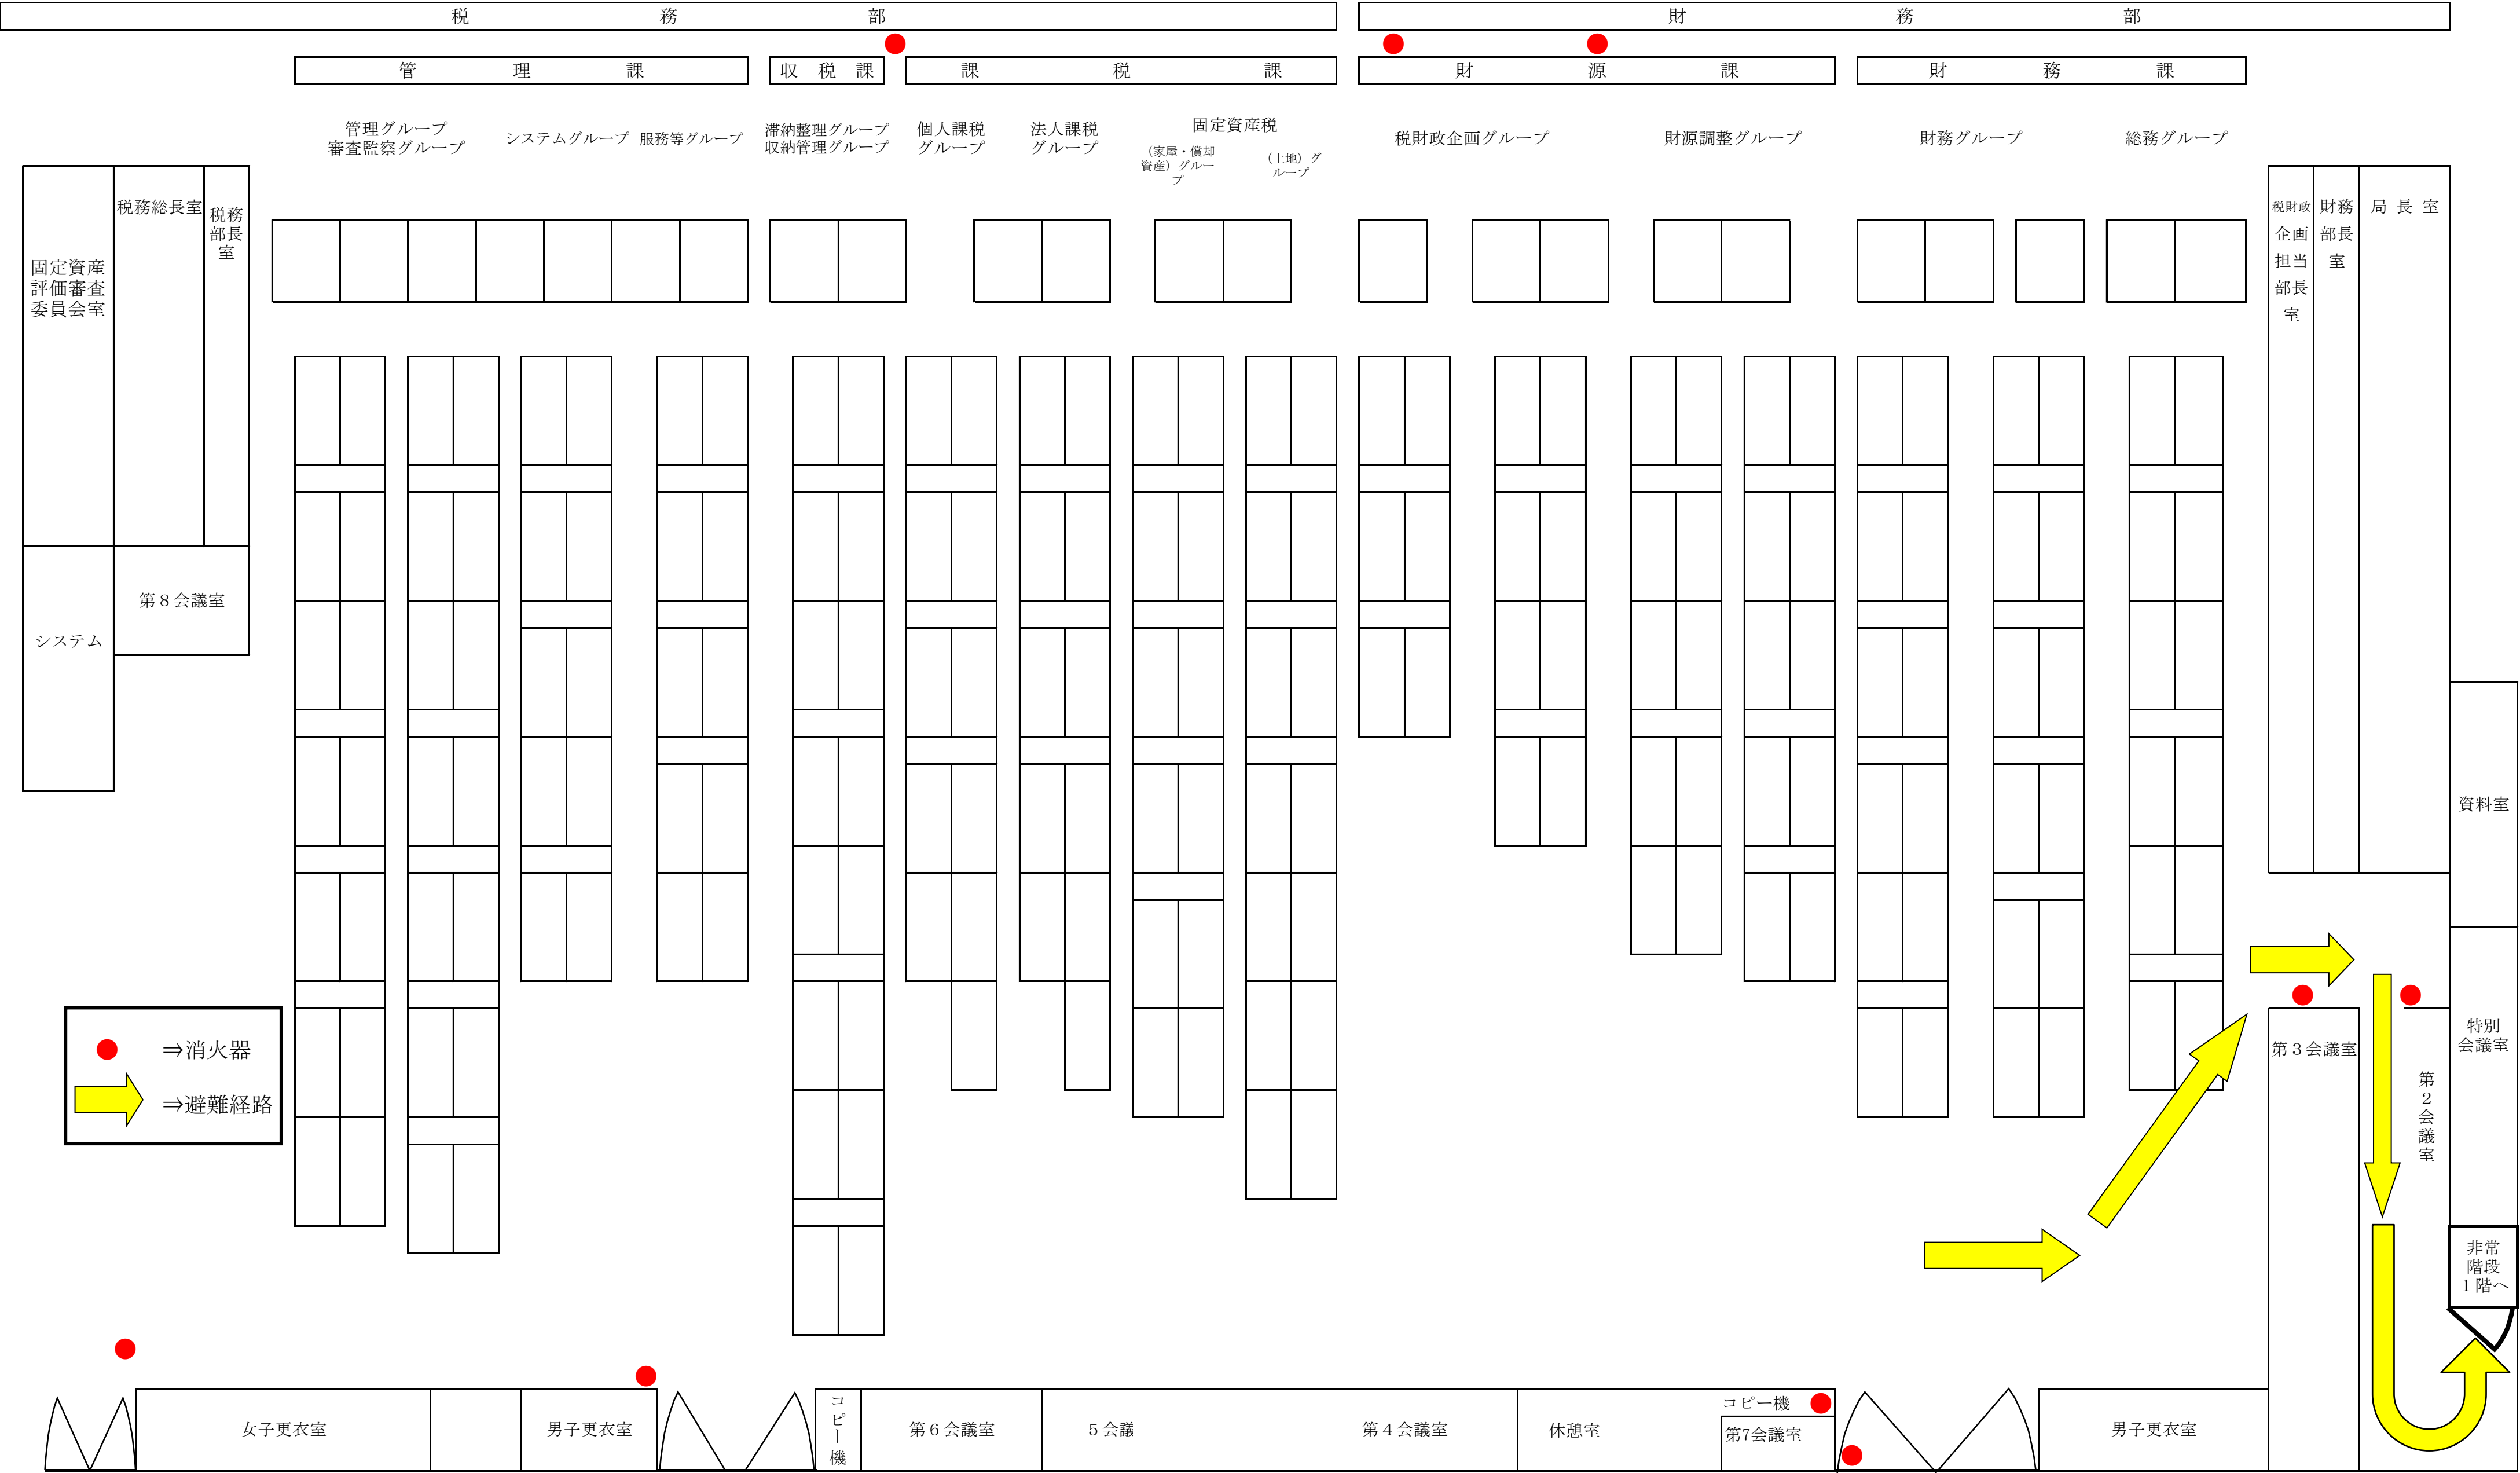 税務部
財務部
管理課
収税課
課税課
財源課
財務課
管理グループ
審査監察グループ
システムグループ
服務等グループ
滞納整理グループ
収納管理グループ
個人課税
グループ
法人課税
グループ
固定資産税
（家屋・償却
資産）グルー
プ
（土地）グ
ループ
税財政企画グループ
財源調整グループ
財務グループ
総務グループ
固定資産
評価審査
委員会室
税務総長室
税務
部長
室
税財政
企画
担当
部長
室
財務
部長
室
局長室
第８会議室
システム
資料室
特別
会議室
⇒消火器
⇒避難経路
第３会議室
第２会議室
非常
階段
１階へ
女子更衣室
男子更衣室
コピー機
第６会議室
５会議
第４会議室
休憩室
コピー機
第7会議室
男子更衣室